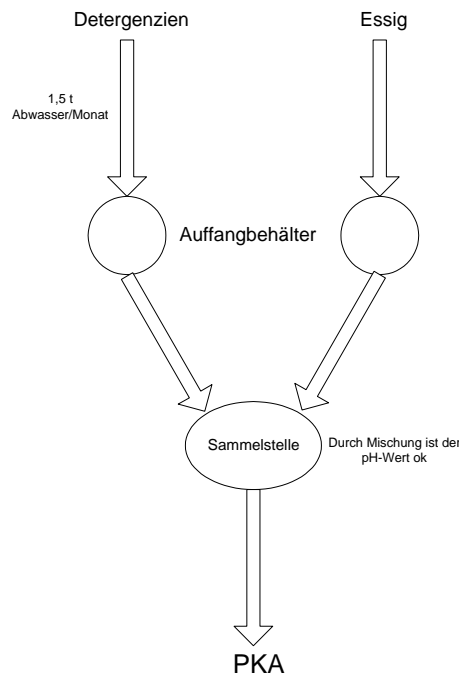 Detergenzien
Essig
1,5 t
Abwasser/Monat
Auffangbehälter
Sammelstelle
Durch Mischung ist der
pH-Wert ok
PKA